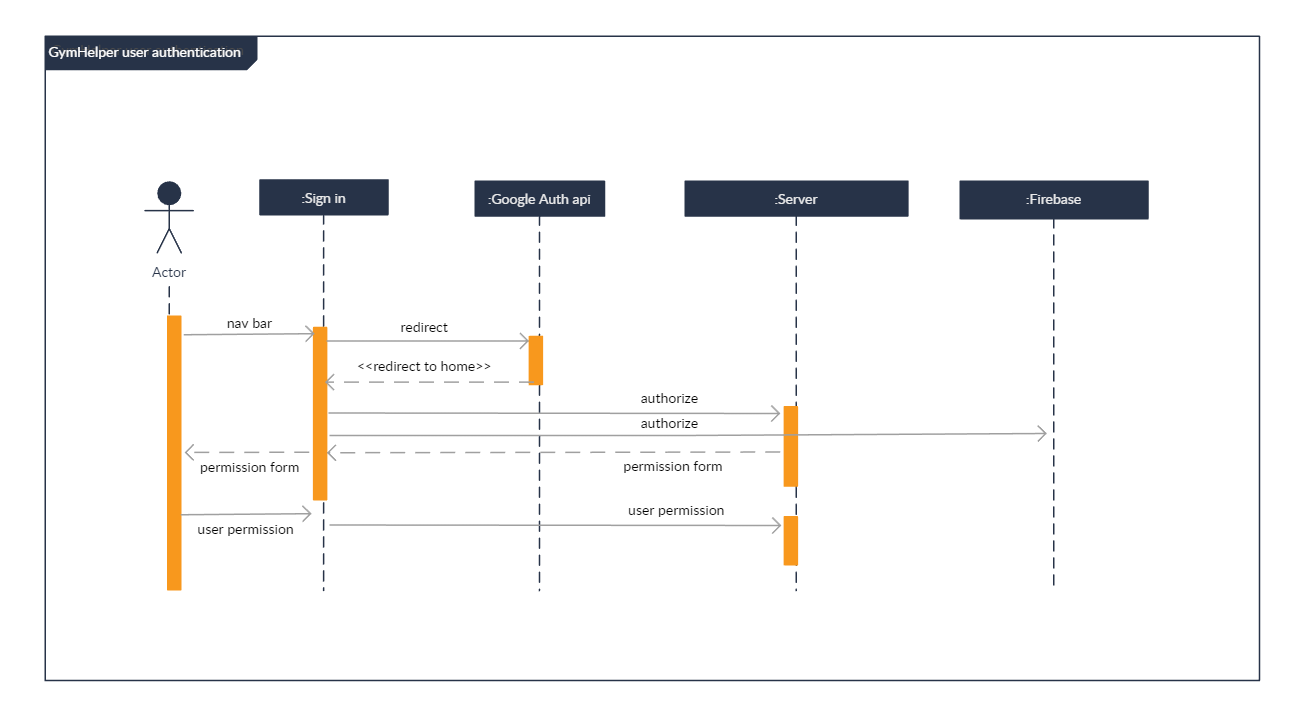 GymHelper user authentication
:Sign in
:Google Auth api
:Server
:Firebase
Actor
nav bar
redirect
<<redirect to home>>
authorize
authorize
permission form
permission form
user permission
user permission